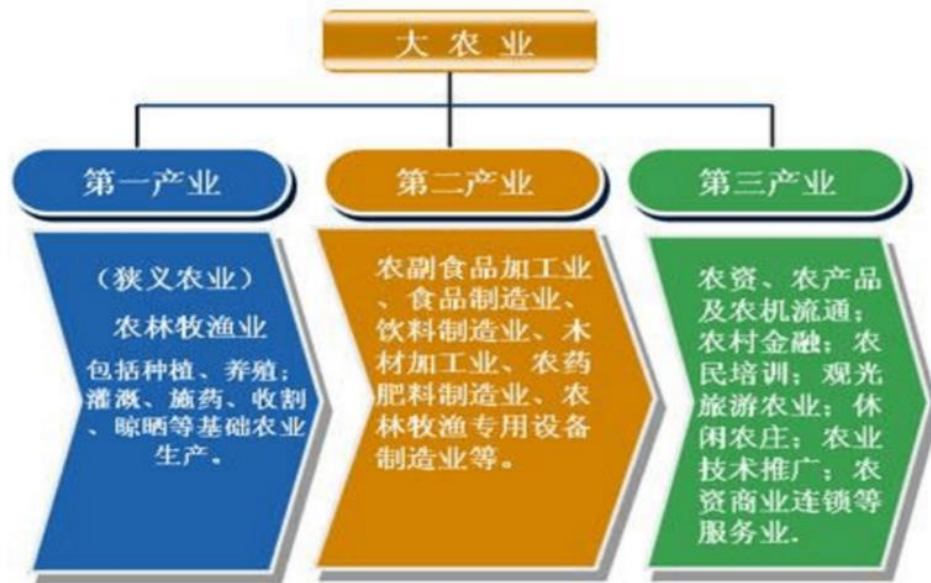 大农业
第一产业
（狭义农业）
农林牧渔业
包括种植、养殖；
灌溉、施药、收割
、晾晒等基础农业
生产。
第二产业
农副食品加工业
、食品制造业、
饮料制造业、木
材加工业、农药
肥料制造业、农
林牧渔专用设备
制造业等。
第三产业
农资、农产品
及农机流通；
农村金融；农
民培训；观光
旅游农业；休
闲农庄；农业
技术推广；农
资商业连锁等
服务业.